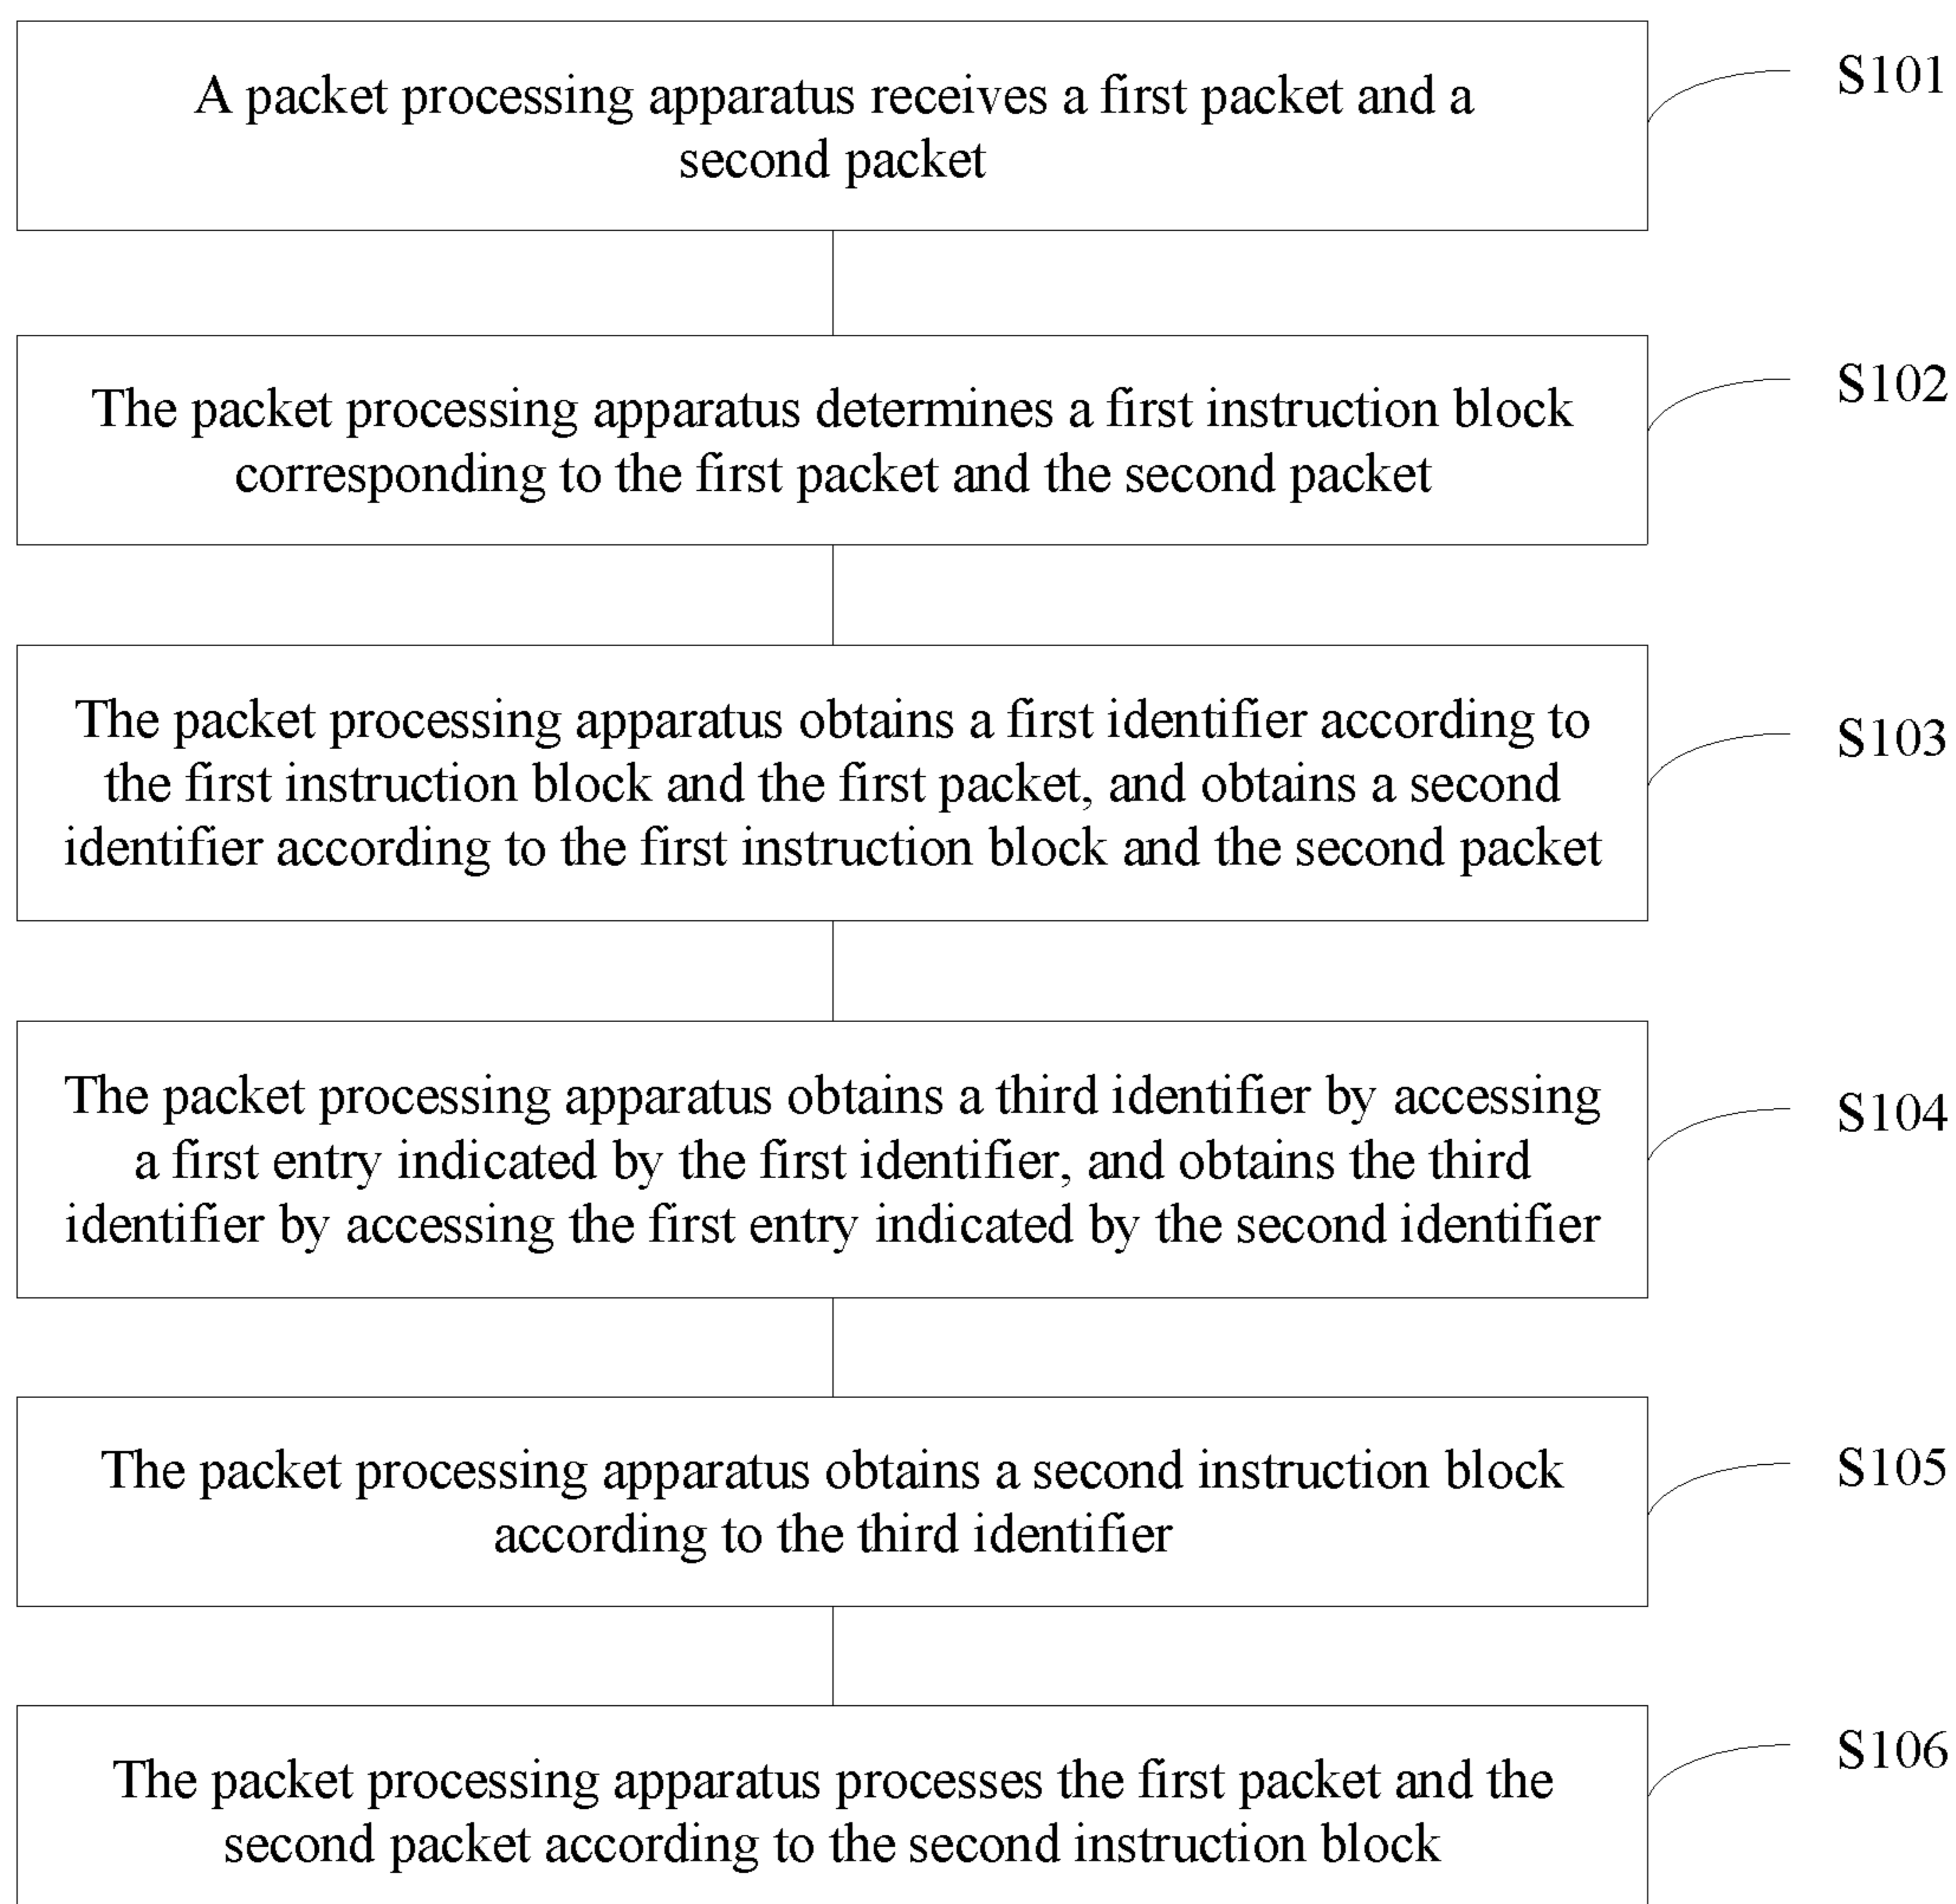 A packet processing apparatus receives a first packet and a
second packet
S101
The packet processing apparatus determines a first instruction block
corresponding to the first packet and the second packet
S102
The packet processing apparatus obtains a first identifier according to
the first instruction block and the first packet, and obtains a second
identifier according to the first instruction block and the second packet
S103
The packet processing apparatus obtains a third identifier by accessing
a first entry indicated by the first identifier, and obtains the third
identifier by accessing the first entry indicated by the second identifier
S104
The packet processing apparatus obtains a second instruction block
according to the third identifier
S105
The packet processing apparatus processes the first packet and the
second packet according to the second instruction block
S106